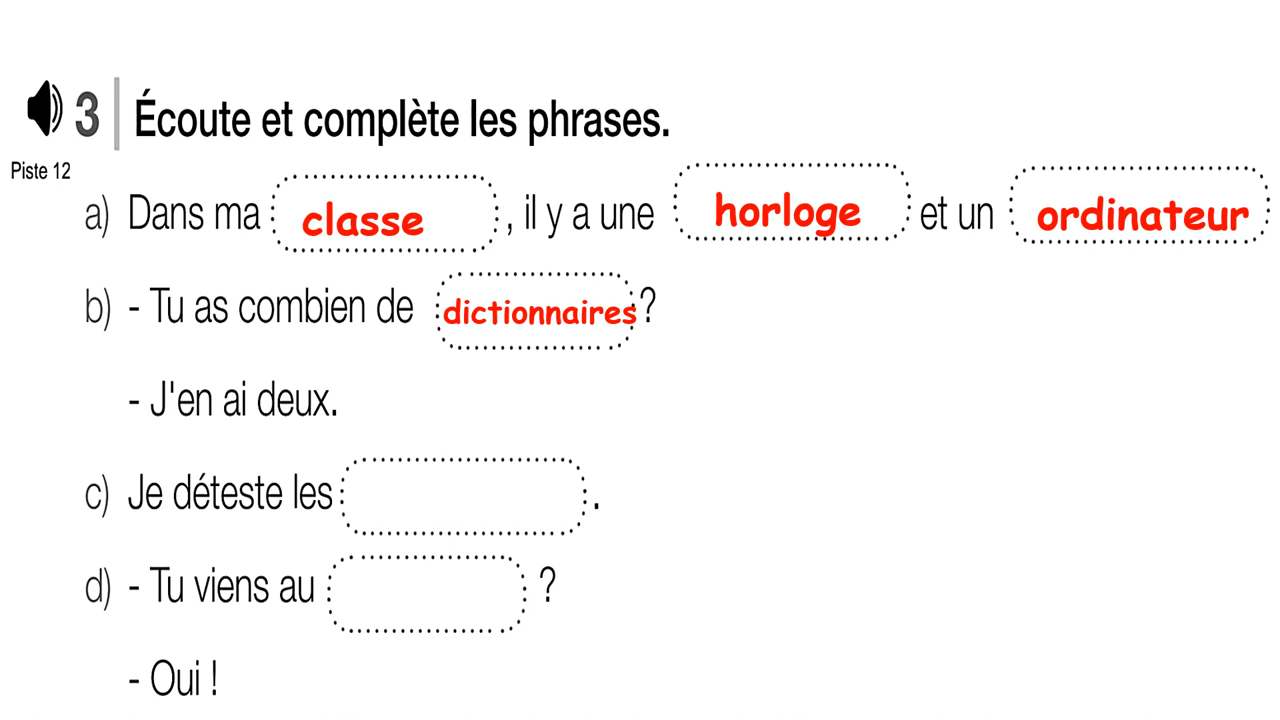 3 Écoute et complète les phrases.
Piste 12
a) Dans ma classe , il y a une horloge et un ordinateur
b) - Tu as combien de dictionnaires ?
- J'en ai deux.
c) Je déteste les .
d) - Tu viens au ?
- Oui !